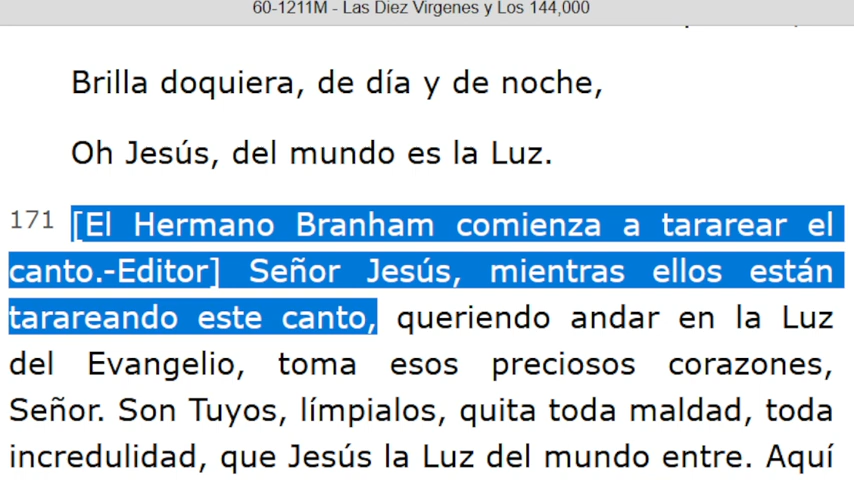 60-1211M - Las Diez Virgenes y Los 144,000
Brilla doquiera, de día y de noche,
Oh Jesús, del mundo es la Luz.
171 [El Hermano Branham comienza a tararear el
canto.-Editor] Señor Jesús, mientras ellos están
tarareando este canto, queriendo andar en la Luz
del Evangelio, toma esos preciosos corazones,
Señor. Son Tuyos, límpialos, quita toda maldad, toda
incredulidad, que Jesús la Luz del mundo entre. Aquí